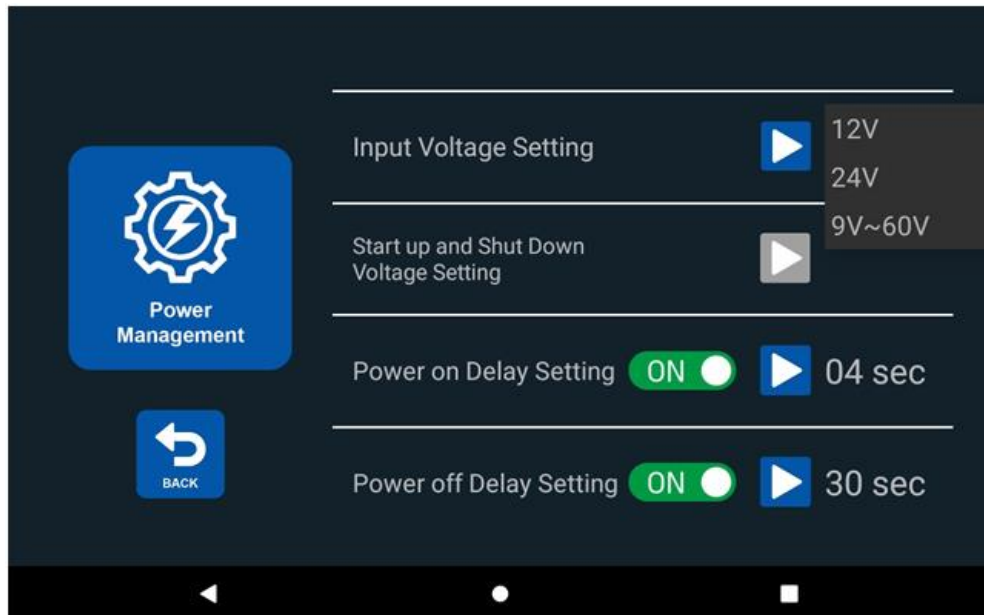 Power
Management
BACK
Input Voltage Setting
12V
24V
9V~60V
Start up and Shut Down
Voltage Setting
Power on Delay Setting ON 04 sec
Power off Delay Setting ON 30 sec